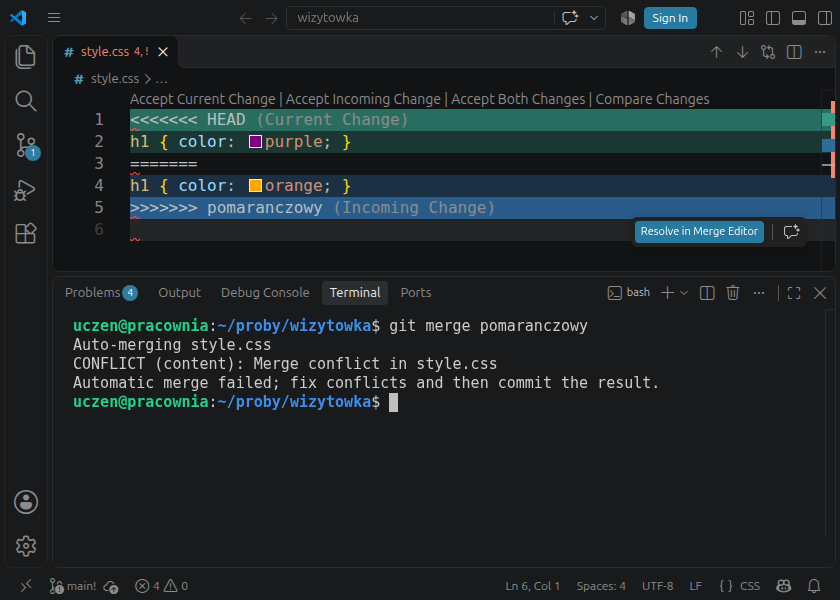 wizytowka
Sign In
# style.css 4, !
# style.css > ...
Accept Current Change | Accept Incoming Change | Accept Both Changes | Compare Changes
1 <<<<<<< HEAD (Current Change)
2 h1 { color: purple; }
3 =======
4 h1 { color: orange; }
5 >>>>>>> pomaranczowy (Incoming Change)
6
Resolve in Merge Editor
1
Problems 4 Output Debug Console Terminal Ports
bash
uczen@pracownia:~/proby/wizytowka$ git merge pomaranczowy
Auto-merging style.css
CONFLICT (content): Merge conflict in style.css
Automatic merge failed; fix conflicts and then commit the result.
uczen@pracownia:~/proby/wizytowka$
main! 4 0 Ln 6, Col 1 Spaces: 4 UTF-8 LF { } CSS